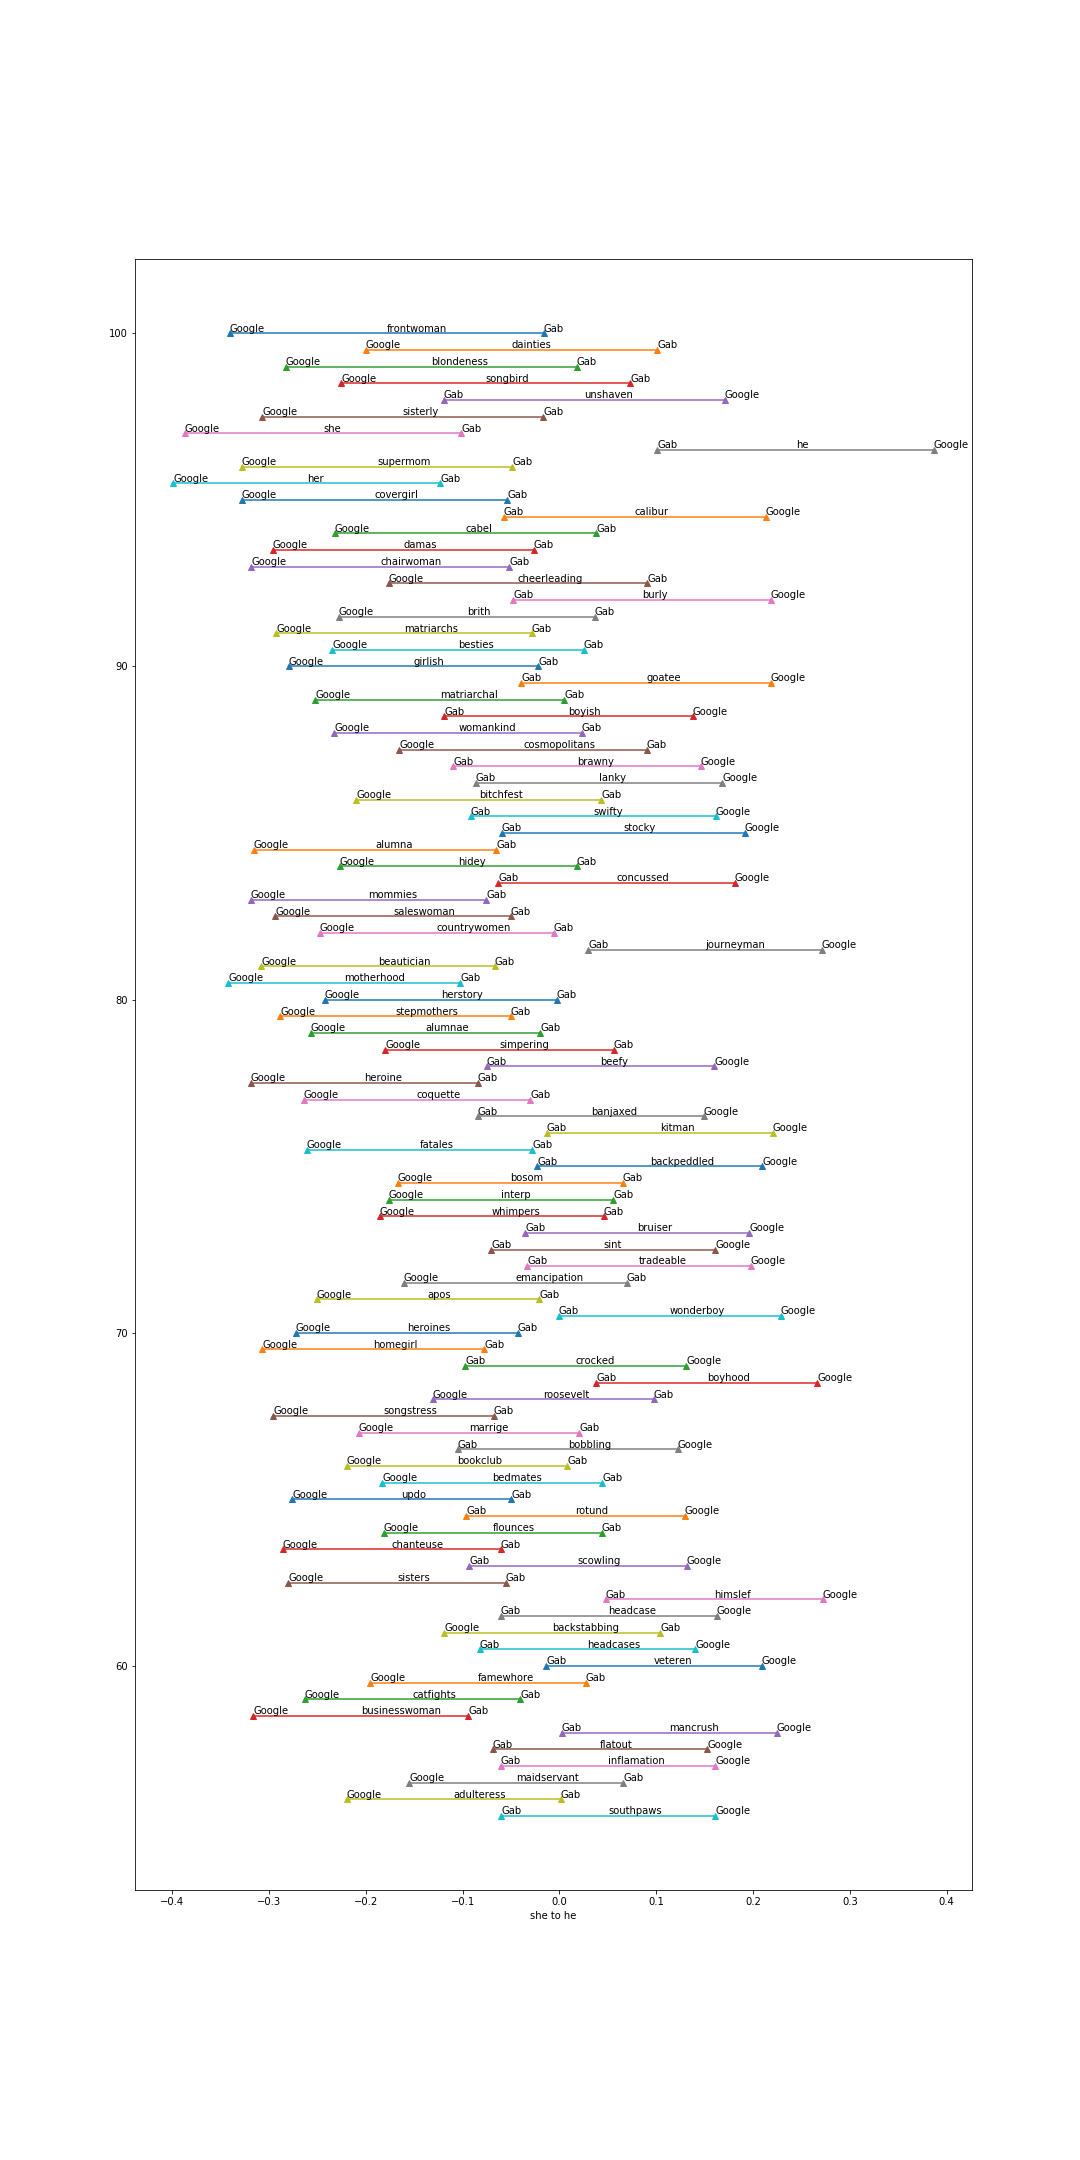 100
Google frontwoman Gab
Google dainties Gab
Google blondeness Gab
Google songbird Gab
Gab unshaven Google
Google sisterly Gab
Google she Gab
Gab he Google
Google supermom Gab
Google her Gab
Google covergirl Gab
Gab calibur Google
Google cabel Gab
Google damas Gab
Google chairwoman Gab
Google cheerleading Gab
Gab burly Google
Google brith Gab
Google matriarchs Gab
Google besties Gab
90 Google girlish Gab
Gab goatee Google
Google matriarchal Gab
Gab boyish Google
Google womankind Gab
Google cosmopolitans Gab
Gab brawny Google
Gab lanky Google
Google bitchfest Gab
Gab swifty Google
Gab stocky Google
Google alumna Gab
Google hidey Gab
Gab concussed Google
Google mommies Gab
Google saleswoman Gab
Google countrywomen Gab
Gab journeyman Google
Google beautician Gab
Google motherhood Gab
80 Google herstory Gab
Google stepmothers Gab
Google alumnae Gab
Google simpering Gab
Gab beefy Google
Google heroine Gab
Google coquette Gab
Gab banjaxed Google
Gab kitman Google
Google fatales Gab
Gab backpeddled Google
Google bosom Gab
Google interp Gab
Google whimpers Gab
Gab bruiser Google
Gab sint Google
Gab tradeable Google
Google emancipation Gab
Google apos Gab
Gab wonderboy Google
70 Google heroines Gab
Google homegirl Gab
Gab crocked Google
Gab boyhood Google
Google roosevelt Gab
Google songstress Gab
Google marrige Gab
Gab bobbling Google
Google bookclub Gab
Google bedmates Gab
Google updo Gab
Gab rotund Google
Google flounces Gab
Google chanteuse Gab
Gab scowling Google
Google sisters Gab
Gab himslef Google
Gab headcase Google
Google backstabbing Gab
Gab headcases Google
60 Gab veteren Google
Google famewhore Gab
Google catfights Gab
Google businesswoman Gab
Gab mancrush Google
Gab flatout Google
Gab inflamation Google
Google maidservant Gab
Google adulteress Gab
Gab southpaws Google
−0.4 −0.3 −0.2 −0.1 0.0 0.1 0.2 0.3 0.4
she to he